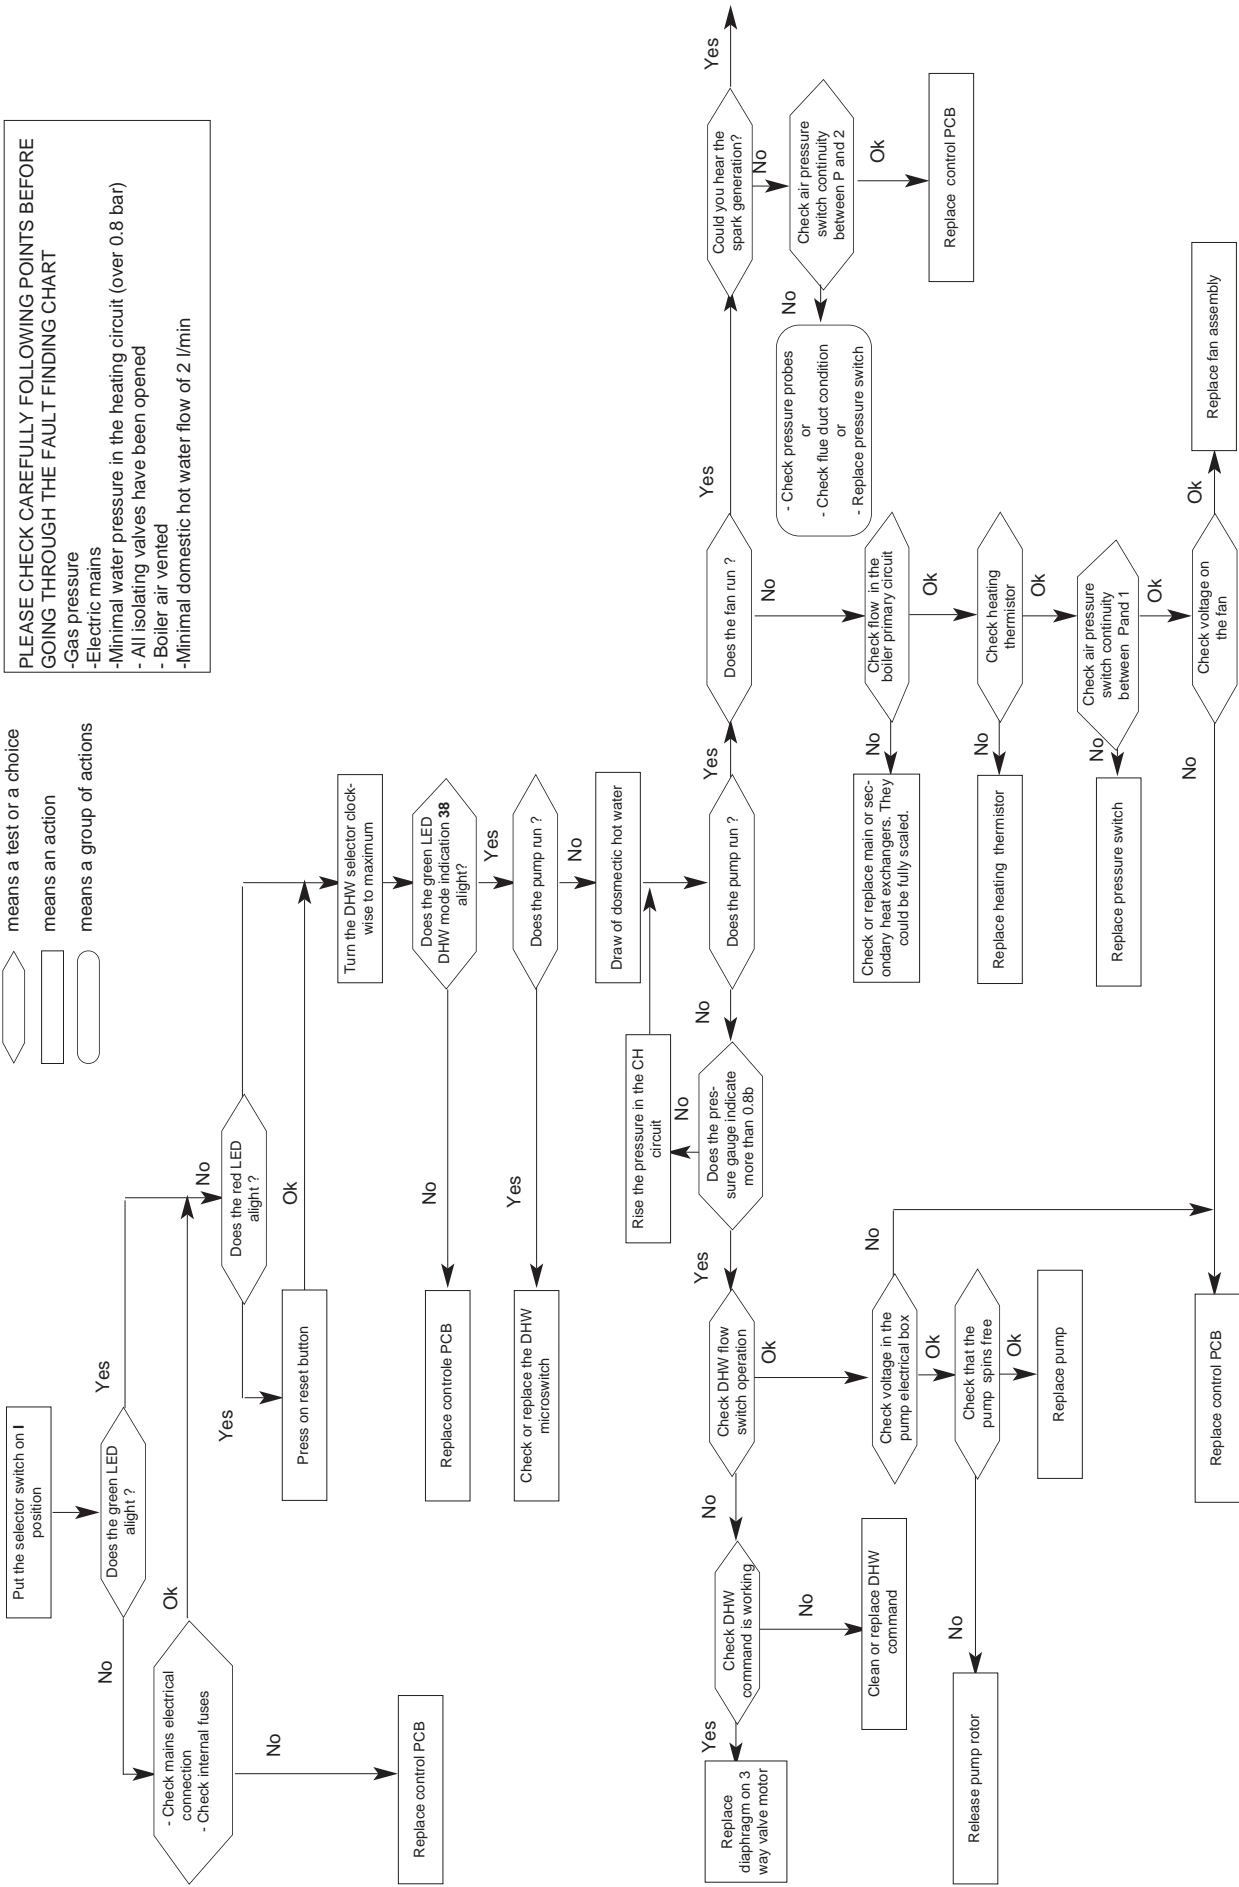 PLEASE CHECK CAREFULLY FOLLOWING POINTS BEFORE
GOING THROUGH THE FAULT FINDING CHART
-Gas pressure
-Electric mains
-Minimal water pressure in the heating circuit (over 0.8 bar)
- All isolating valves have been opened
- Boiler air vented
-Minimal domestic hot water flow of 2 l/min
means a test or a choice
means an action
means a group of actions
Put the selector switch on I
position
Does the green LED
alight ?
Yes
No
- Check mains electrical
connection
- Check internal fuses
Ok
No
Replace control PCB
Does the red LED
alight ?
No
Yes
Press on reset button
Ok
Turn the DHW selector clock-
wise to maximum
Does the green LED
DHW mode indication 38
alight?
No
Replace controle PCB
Yes
Does the pump run ?
Yes
Check or replace the DHW
microswitch
No
Draw of dosmectic hot water
Does the pump run ?
No
Does the pres-
sure gauge indicate
more than 0.8b
No
Rise the pressure in the CH
circuit
Yes
Check DHW flow
switch operation
No
Check DHW
command is working
Yes
Replace
diaphragm on 3
way valve motor
No
Clean or replace DHW
command
Ok
Check voltage in the
pump electrical box
No
Ok
Check that the
pump spins free
No
Release pump rotor
Ok
Replace pump
Replace control PCB
Yes
Does the fan run ?
No
Check flow in the
boiler primary circuit
No
Check or replace main or sec-
ondary heat exchangers. They
could be fully scaled.
Ok
Check heating
thermistor
No
Replace heating thermistor
Ok
Check air pressure
switch continuity
between Pand 1
No
Replace pressure switch
Ok
Check voltage on
the fan
No
Ok
Replace fan assembly
Yes
Could you hear the
spark generation?
Yes
No
Check air pressure
switch continuity
between P and 2
No
- Check pressure probes
or
- Check flue duct condition
or
- Replace pressure switch
Ok
Replace control PCB